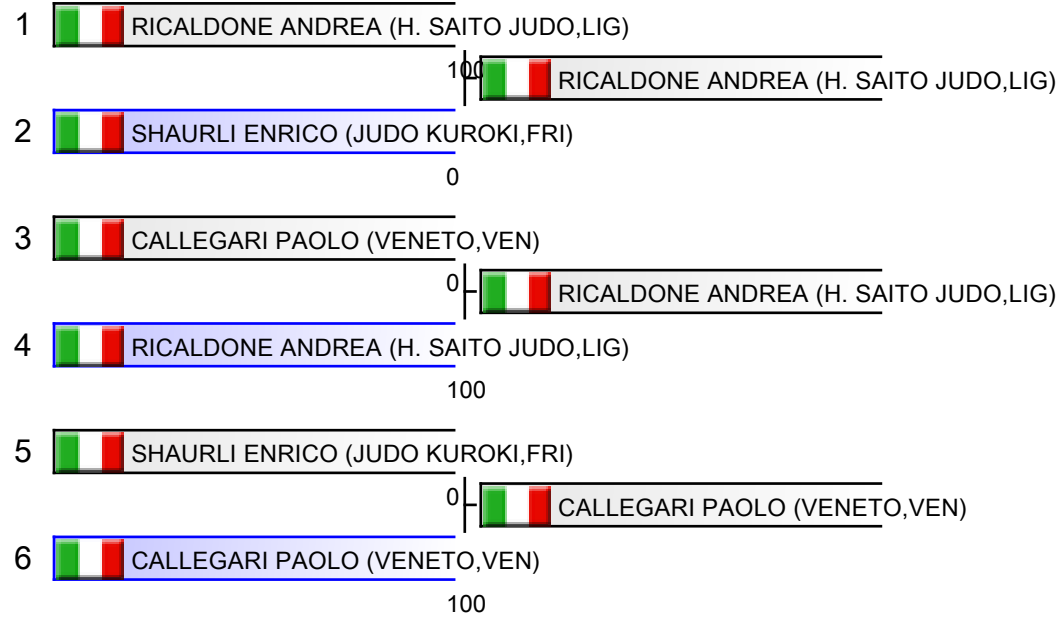 1 RICALDONE ANDREA (H. SAITO JUDO,LIG)
100
RICALDONE ANDREA (H. SAITO JUDO,LIG)
2 SHAURLI ENRICO (JUDO KUROKI,FRI)
0
3 CALLEGARI PAOLO (VENETO,VEN)
0
RICALDONE ANDREA (H. SAITO JUDO,LIG)
4 RICALDONE ANDREA (H. SAITO JUDO,LIG)
100
5 SHAURLI ENRICO (JUDO KUROKI,FRI)
0
CALLEGARI PAOLO (VENETO,VEN)
6 CALLEGARI PAOLO (VENETO,VEN)
100